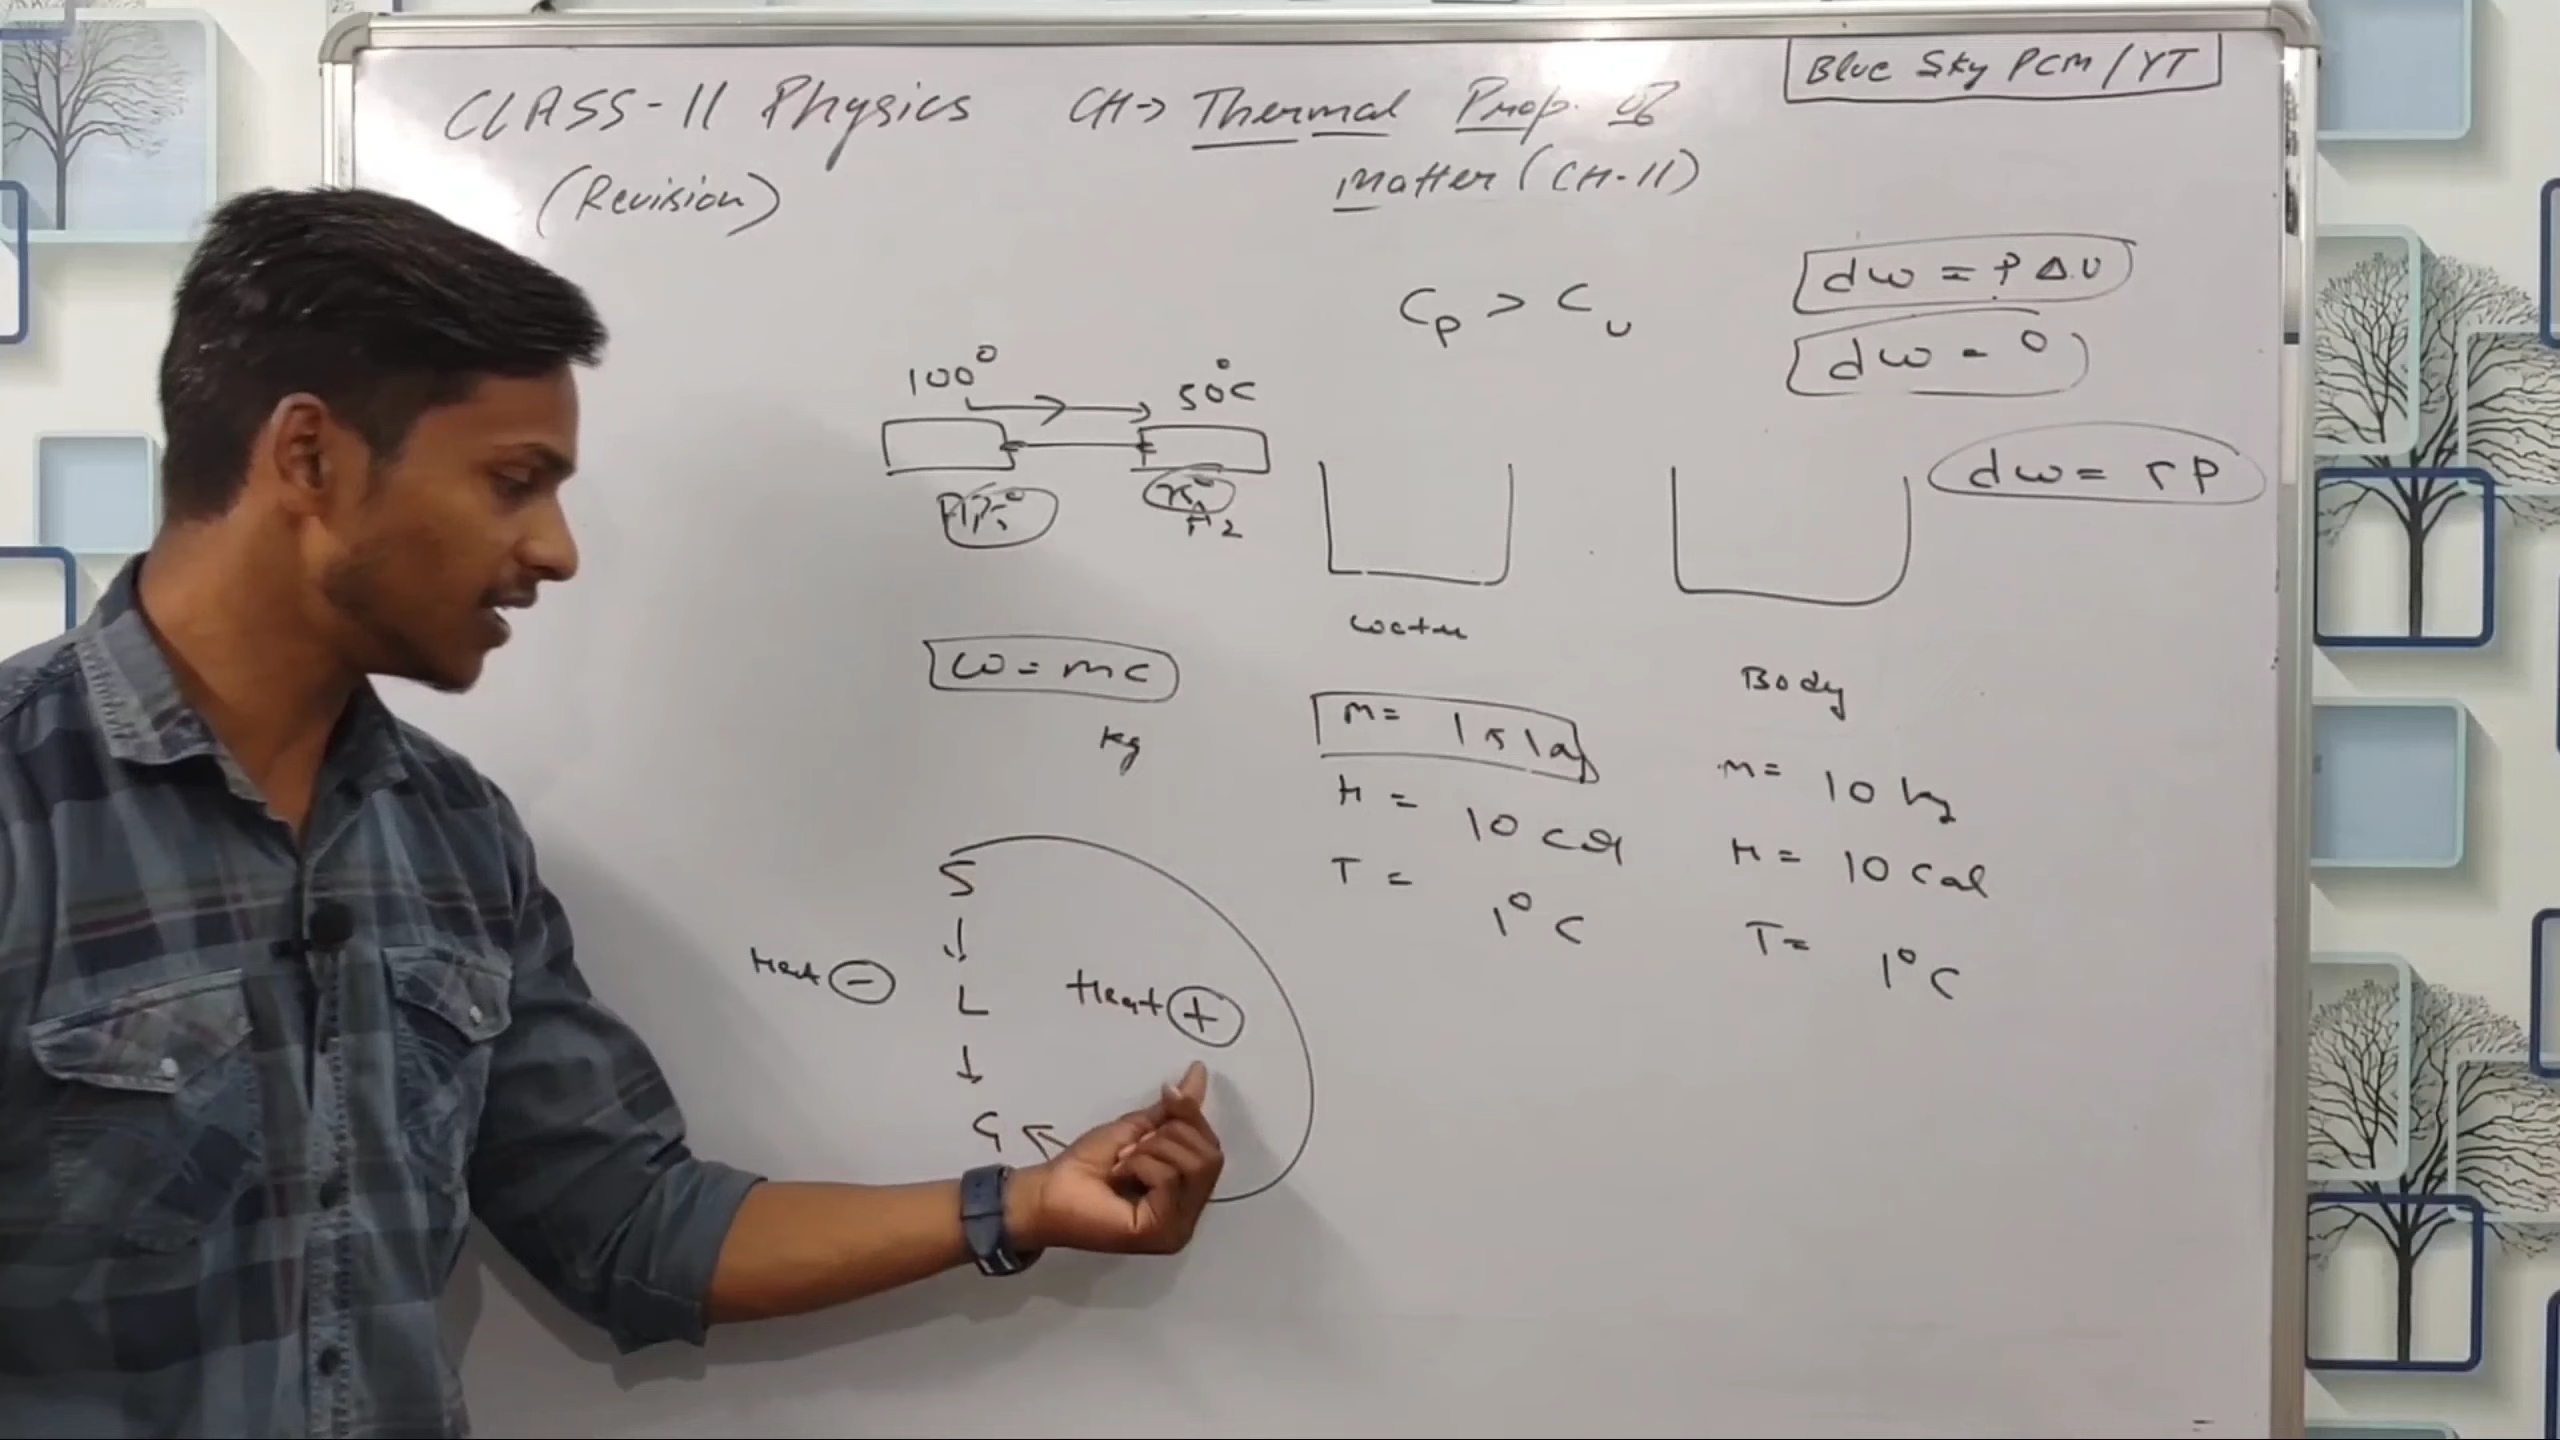 Blue Sky PCM/YT
CLASS-11 Physics CH→ Thermal Prop. of
(Revision) Matter (CH-11)
Cp > Cv
dw = PΔV
dw = 0
dw = rp
100°
50°C
water
Body
w = mc
kg
m=
H = 10 cal
T = 1°C
m= 10 kg
H = 10 cal
T= 1°C
S
↓
Heat -
L
Heat +
↓
G